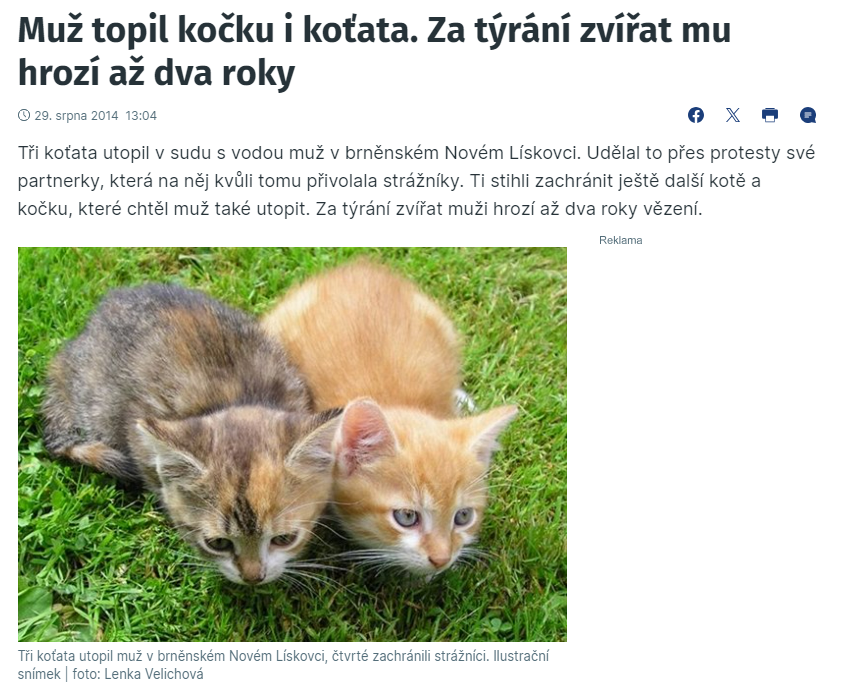 Muž topil kočku i koťata. Za týrání zvířat mu
hrozí až dva roky
29. srpna 2014  13:04
Tři koťata utopil v sudu s vodou muž v brněnském Novém Lískovci. Udělal to přes protesty své
partnerky, která na něj kvůli tomu přivolala strážníky. Ti stihli zachránit ještě další kotě a
kočku, které chtěl muž také utopit. Za týrání zvířat muži hrozí až dva roky vězení.
Reklama
Tři koťata utopil muž v brněnském Novém Lískovci, čtvrté zachránili strážníci. Ilustrační
snímek | foto: Lenka Velichová